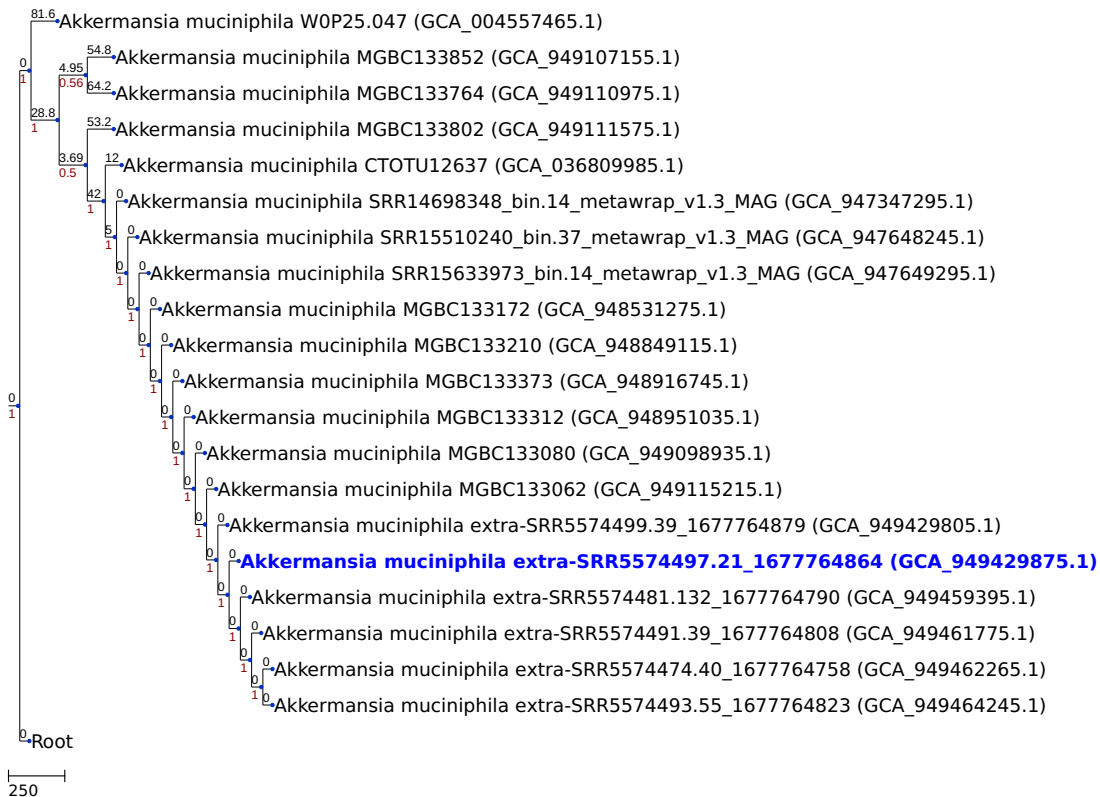 81.6 Akkermansia muciniphila W0P25.047 (GCA_004557465.1)
54.8 Akkermansia muciniphila MGBC133852 (GCA_949107155.1)
0 4.95
1 0.56
64.2 Akkermansia muciniphila MGBC133764 (GCA_949110975.1)
28.8
1
53.2 Akkermansia muciniphila MGBC133802 (GCA_949111575.1)
3.69 12 Akkermansia muciniphila CTOTU12637 (GCA_036809985.1)
0.5
42 0 Akkermansia muciniphila SRR14698348_bin.14_metawrap_v1.3_MAG (GCA_947347295.1)
1
5 0 Akkermansia muciniphila SRR15510240_bin.37_metawrap_v1.3_MAG (GCA_947648245.1)
1
0 0 Akkermansia muciniphila SRR15633973_bin.14_metawrap_v1.3_MAG (GCA_947649295.1)
1
0 0 Akkermansia muciniphila MGBC133172 (GCA_948531275.1)
1
0 0 Akkermansia muciniphila MGBC133210 (GCA_948849115.1)
1
0 0 Akkermansia muciniphila MGBC133373 (GCA_948916745.1)
1
0
1
0 0 Akkermansia muciniphila MGBC133312 (GCA_948951035.1)
1
0 0 Akkermansia muciniphila MGBC133080 (GCA_949098935.1)
1
0 0 Akkermansia muciniphila MGBC133062 (GCA_949115215.1)
1
0 0 Akkermansia muciniphila extra-SRR5574499.39_1677764879 (GCA_949429805.1)
1
0 0 Akkermansia muciniphila extra-SRR5574497.21_1677764864 (GCA_949429875.1)
1
0 0 Akkermansia muciniphila extra-SRR5574481.132_1677764790 (GCA_949459395.1)
1
0 0 Akkermansia muciniphila extra-SRR5574491.39_1677764808 (GCA_949461775.1)
1
0 0 Akkermansia muciniphila extra-SRR5574474.40_1677764758 (GCA_949462265.1)
1
0 0 Akkermansia muciniphila extra-SRR5574493.55_1677764823 (GCA_949464245.1)
1
0 Root
250